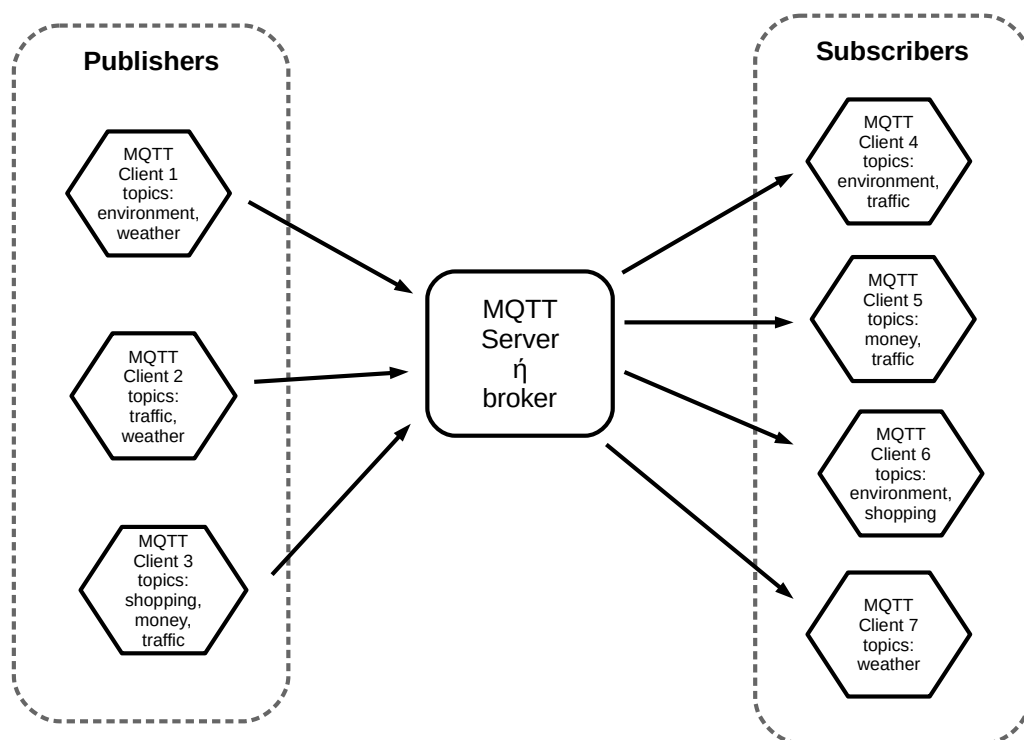 Publishers
MQTT
Client 1
topics:
environment,
weather
MQTT
Client 2
topics:
traffic,
weather
MQTT
Client 3
topics:
shopping,
money,
traffic
MQTT
Server
ή
broker
Subscribers
MQTT
Client 4
topics:
environment,
traffic
MQTT
Client 5
topics:
money,
traffic
MQTT
Client 6
topics:
environment,
shopping
MQTT
Client 7
topics:
weather